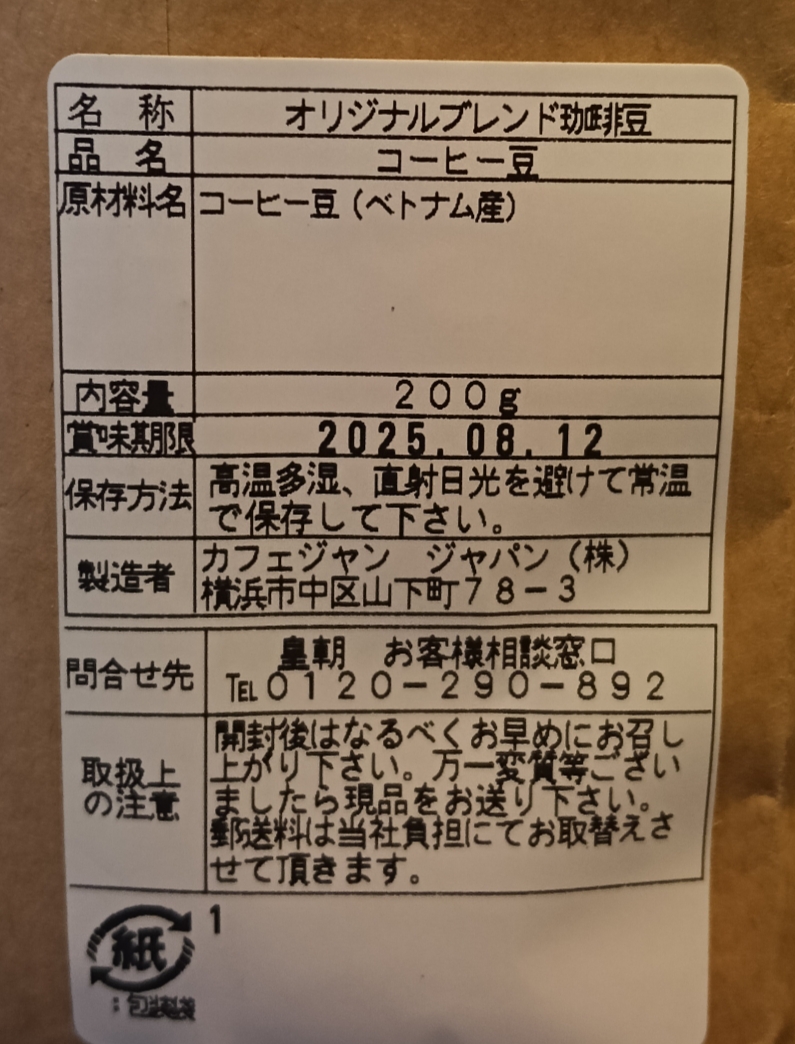 名 称 オリジナルブレンド珈琲豆
品 名 コーヒー豆
原材料名 コーヒー豆（ベトナム産）
内容量 200g
賞味期限 2025.08.12
保存方法 高温多湿、直射日光を避けて常温
で保存して下さい。
製造者 カフェジャン ジャパン（株）
横浜市中区山下町78－3
問合せ先 皇朝 お客様相談窓口
TEL0120－290－892
取扱上
の注意 開封後はなるべくお早めにお召し
上がり下さい。万一変質等ござい
ましたら現品をお送り下さい。
郵送料は当社負担にてお取替えさ
せて頂きます。
紙 1
：包装袋